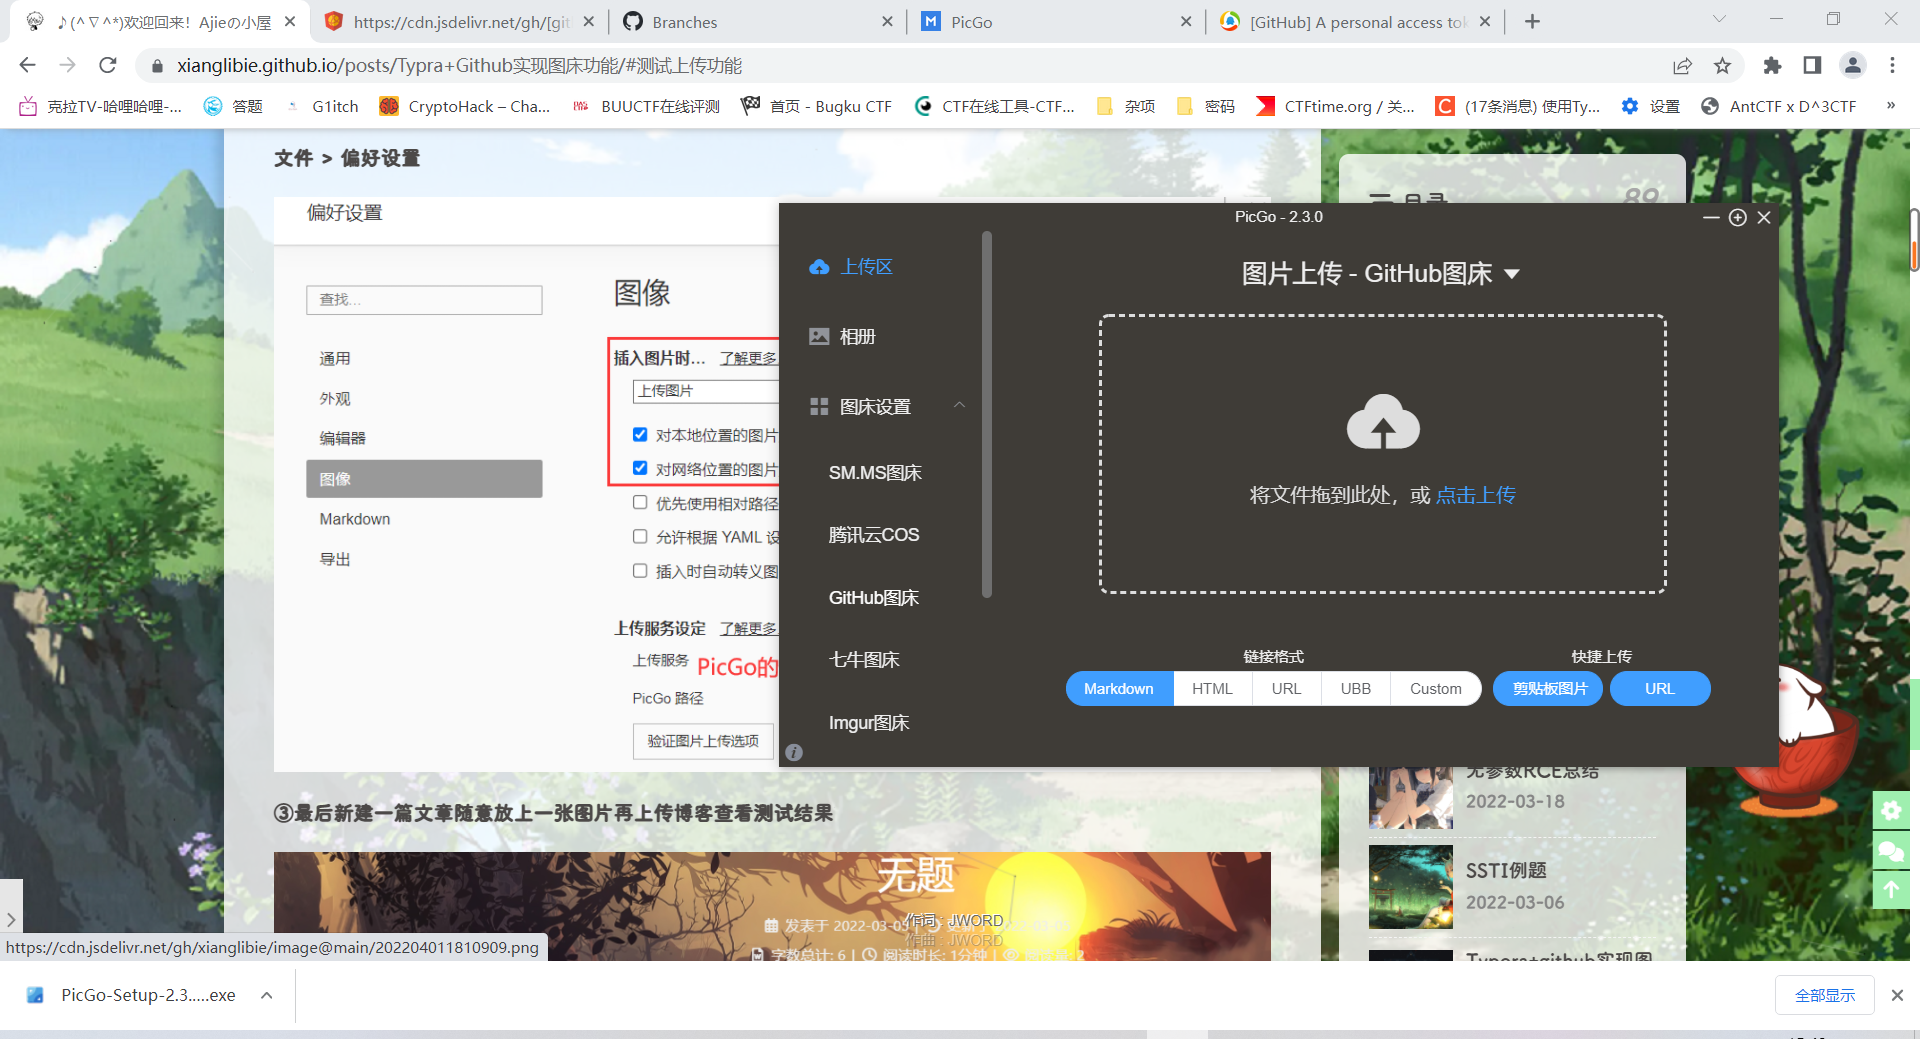 ♪(^∇^*)欢迎回来！Ajieの小屋
https://cdn.jsdelivr.net/gh/[git
Branches
PicGo
[GitHub] A personal access tok
xianglibie.github.io/posts/Typra+Github实现图床功能/#测试上传功能
克拉TV-哈哩哈哩-...
答题
G1itch
CryptoHack – Cha...
BUUCTF在线评测
首页 - Bugku CTF
CTF在线工具-CTF...
杂项
密码
CTFtime.org / 关...
(17条消息) 使用Ty...
设置
AntCTF x D^3CTF
»
文件 > 偏好设置
目录
89
偏好设置
查找...
通用
外观
编辑器
图像
Markdown
导出
图像
插入图片时...
了解更多
上传图片
对本地位置的图片
对网络位置的图片
优先使用相对路径
允许根据 YAML 设
插入时自动转义图
上传服务设定
了解更多
上传服务
PicGo的
PicGo 路径
验证图片上传选项
PicGo - 2.3.0
上传区
相册
图床设置
SM.MS图床
腾讯云COS
GitHub图床
七牛图床
Imgur图床
图片上传 - GitHub图床
将文件拖到此处，或 点击上传
链接格式
快捷上传
Markdown
HTML
URL
UBB
Custom
剪贴板图片
URL
③最后新建一篇文章随意放上一张图片再上传博客查看测试结果
无题
发表于 2022-03-0
作词 : JWORD
作曲 : JWORD
字数总计: 6 | 阅读时长: 1分钟 |
无参数RCE总结
2022-03-18
SSTI例题
2022-03-06
Typora+github实现图
https://cdn.jsdelivr.net/gh/xianglibie/image@main/202204011810909.png
PicGo-Setup-2.3.....exe
全部显示